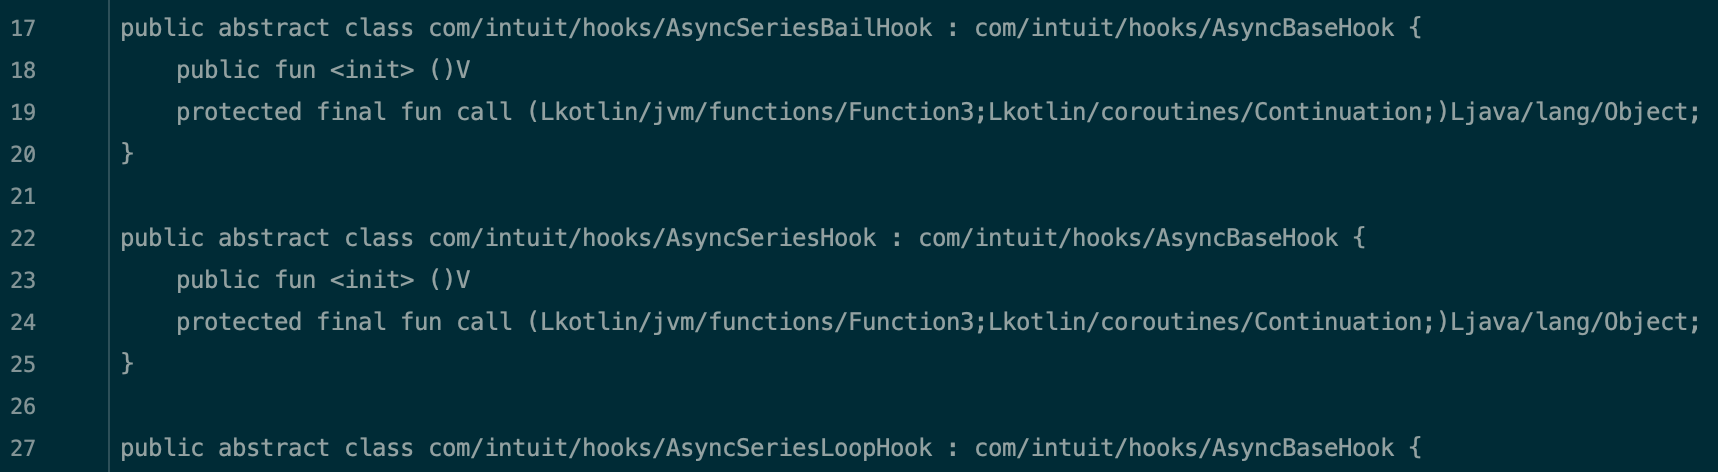 17 public abstract class com/intuit/hooks/AsyncSeriesBailHook : com/intuit/hooks/AsyncBaseHook {
18     public fun <init> ()V
19     protected final fun call (Lkotlin/jvm/functions/Function3;Lkotlin/coroutines/Continuation;)Ljava/lang/Object;
20 }
21
22 public abstract class com/intuit/hooks/AsyncSeriesHook : com/intuit/hooks/AsyncBaseHook {
23     public fun <init> ()V
24     protected final fun call (Lkotlin/jvm/functions/Function3;Lkotlin/coroutines/Continuation;)Ljava/lang/Object;
25 }
26
27 public abstract class com/intuit/hooks/AsyncSeriesLoopHook : com/intuit/hooks/AsyncBaseHook {